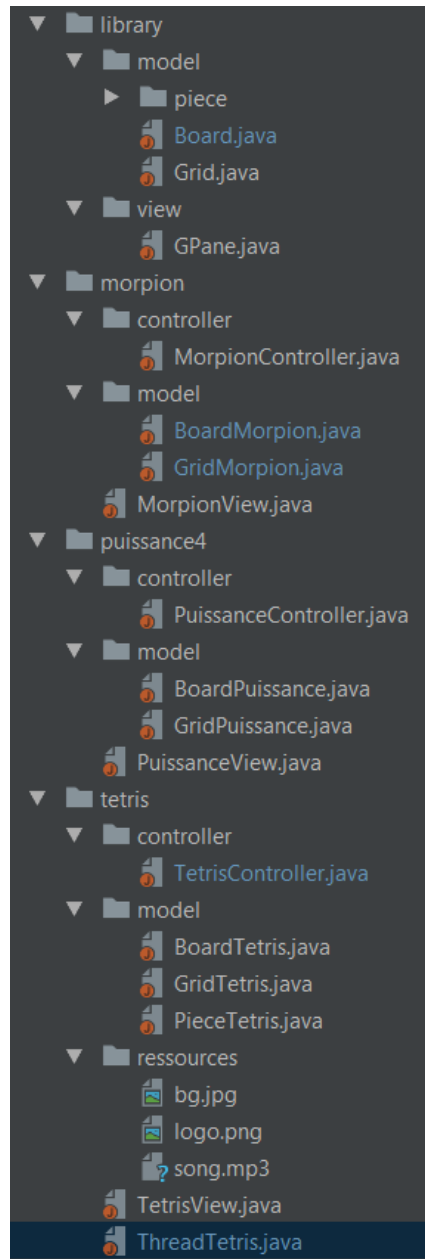 library
model
piece
Board.java
Grid.java
view
GPane.java
morpion
controller
MorpionController.java
model
BoardMorpion.java
GridMorpion.java
MorpionView.java
puissance4
controller
PuissanceController.java
model
BoardPuissance.java
GridPuissance.java
PuissanceView.java
tetris
controller
TetrisController.java
model
BoardTetris.java
GridTetris.java
PieceTetris.java
ressources
bg.jpg
logo.png
song.mp3
TetrisView.java
ThreadTetris.java